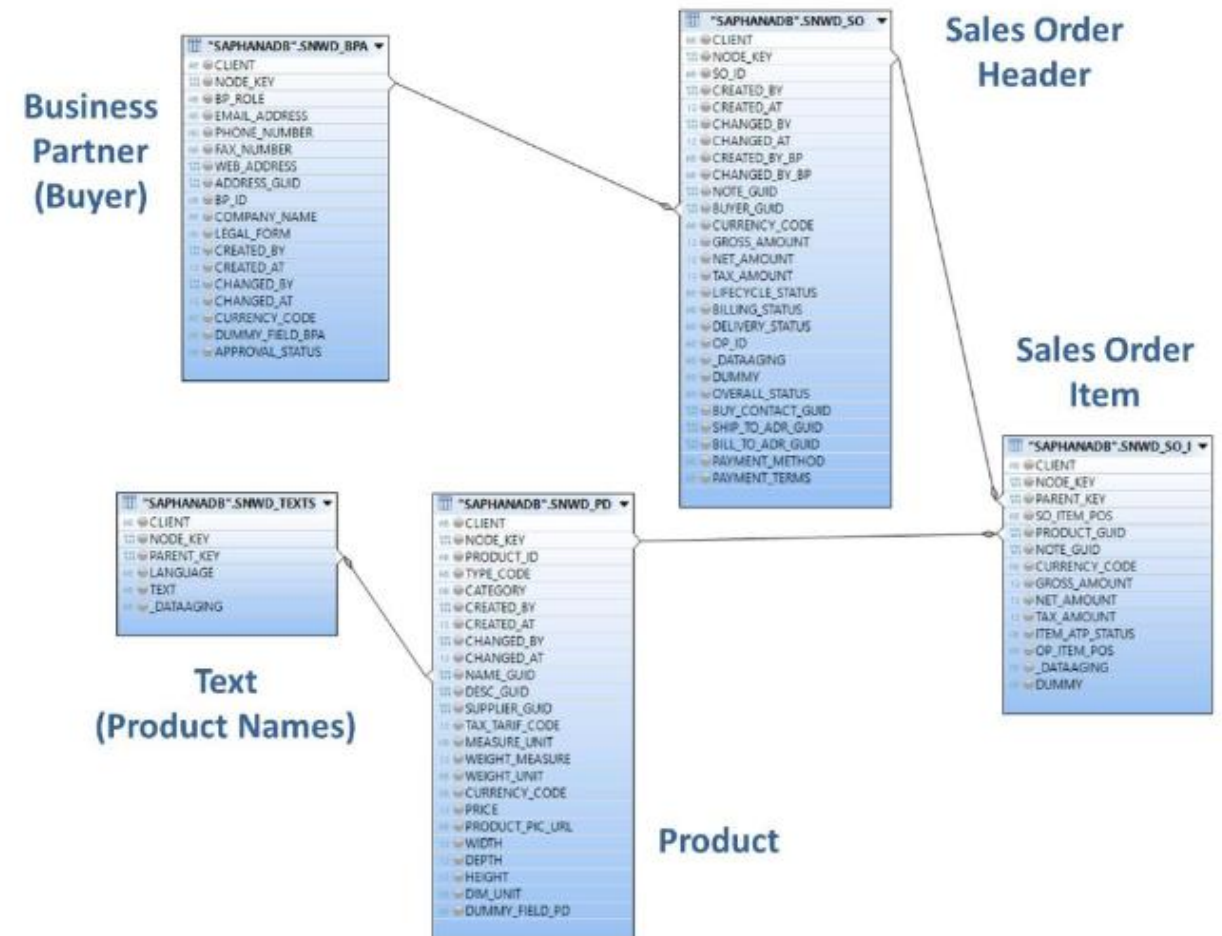 Business
Partner
(Buyer)
"SAPHANADB".SNWD_BPA
CLIENT
NODE_KEY
BP_ROLE
EMAIL_ADDRESS
PHONE_NUMBER
FAX_NUMBER
WEB_ADDRESS
ADDRESS_GUID
BP_ID
COMPANY_NAME
LEGAL_FORM
CREATED_BY
CREATED_AT
CHANGED_BY
CHANGED_AT
CURRENCY_CODE
DUMMY_FIELD_BPA
APPROVAL_STATUS
"SAPHANADB".SNWD_SO
CLIENT
NODE_KEY
SO_ID
CREATED_BY
CREATED_AT
CHANGED_BY
CHANGED_AT
CREATED_BY_BP
CHANGED_BY_BP
NOTE_GUID
BUYER_GUID
CURRENCY_CODE
GROSS_AMOUNT
NET_AMOUNT
TAX_AMOUNT
LIFECYCLE_STATUS
BILLING_STATUS
DELIVERY_STATUS
OP_ID
_DATAAGING
DUMMY
OVERALL_STATUS
BUY_CONTACT_GUID
SHIP_TO_ADR_GUID
BILL_TO_ADR_GUID
PAYMENT_METHOD
PAYMENT_TERMS
Sales Order
Header
Sales Order
Item
"SAPHANADB".SNWD_SO_I
CLIENT
NODE_KEY
PARENT_KEY
SO_ITEM_POS
PRODUCT_GUID
NOTE_GUID
CURRENCY_CODE
GROSS_AMOUNT
NET_AMOUNT
TAX_AMOUNT
ITEM_ATP_STATUS
OP_ITEM_POS
_DATAAGING
DUMMY
"SAPHANADB".SNWD_TEXTS
CLIENT
NODE_KEY
PARENT_KEY
LANGUAGE
TEXT
_DATAAGING
Text
(Product Names)
"SAPHANADB".SNWD_PD
CLIENT
NODE_KEY
PRODUCT_ID
TYPE_CODE
CATEGORY
CREATED_BY
CREATED_AT
CHANGED_BY
CHANGED_AT
NAME_GUID
DESC_GUID
SUPPLIER_GUID
TAX_TARIF_CODE
MEASURE_UNIT
WEIGHT_MEASURE
WEIGHT_UNIT
CURRENCY_CODE
PRICE
PRODUCT_PIC_URL
WIDTH
DEPTH
HEIGHT
DIM_UNIT
DUMMY_FIELD_PD
Product